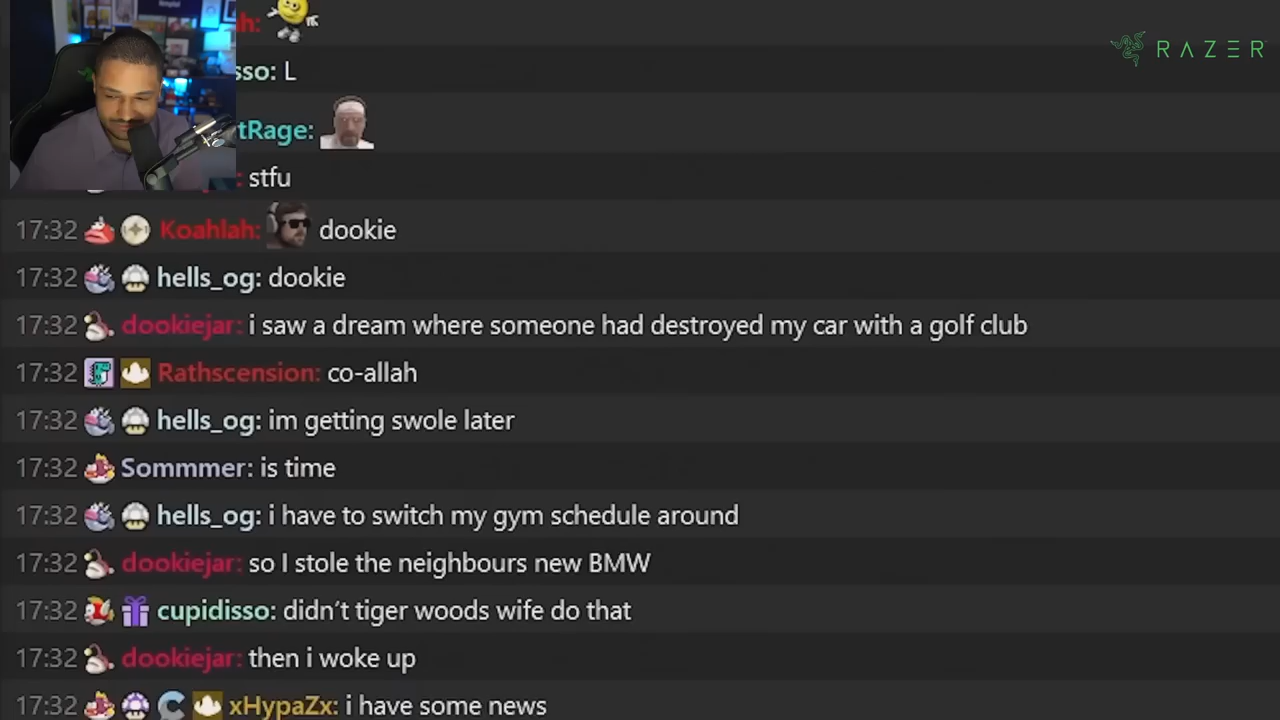 h:
RAZER
sso: L
tRage:
: stfu
17:32 Koahlah: dookie
17:32 hells_og: dookie
17:32 dookiejar: i saw a dream where someone had destroyed my car with a golf club
17:32 Rathscension: co-allah
17:32 hells_og: im getting swole later
17:32 Sommmer: is time
17:32 hells_og: i have to switch my gym schedule around
17:32 dookiejar: so I stole the neighbours new BMW
17:32 cupidisso: didn't tiger woods wife do that
17:32 dookiejar: then i woke up
17:32 xHypaZx: i have some news